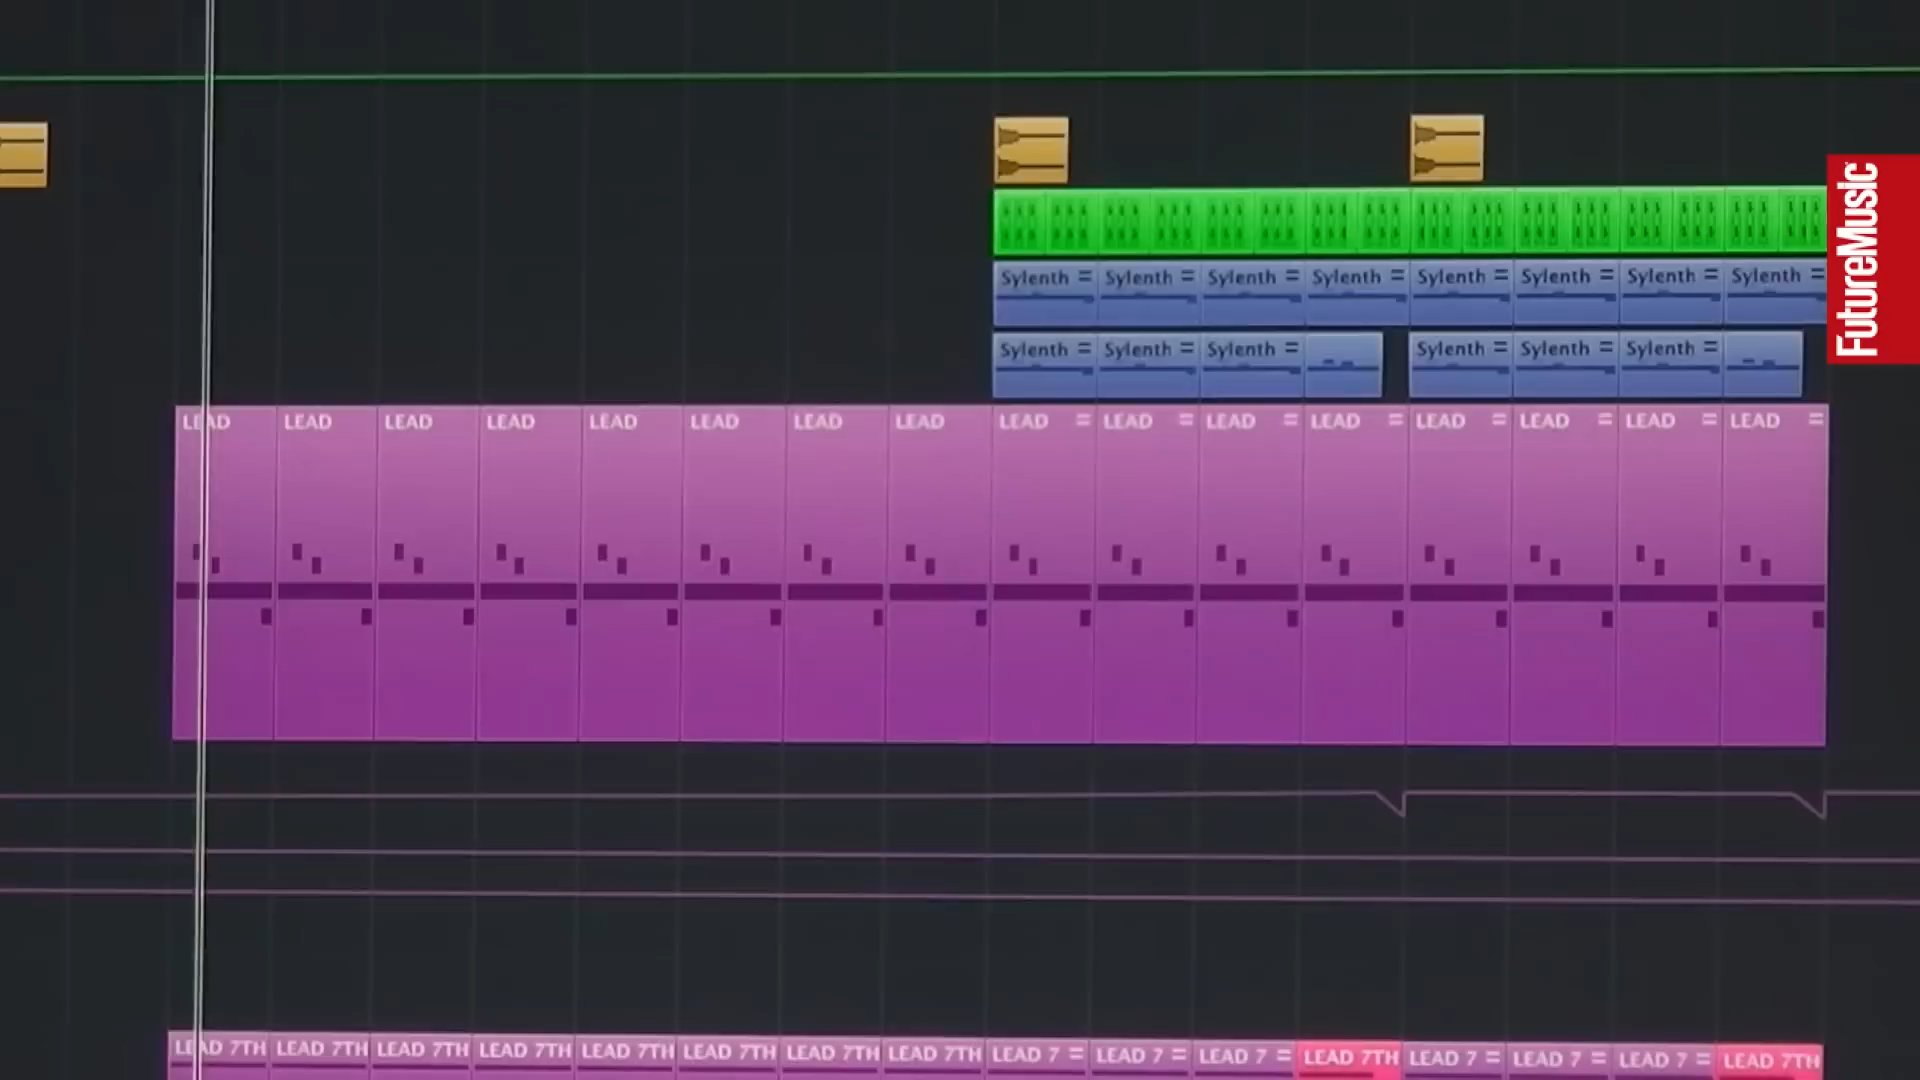 FutureMusic
Sylenth = Sylenth = Sylenth = Sylenth = Sylenth = Sylenth = Sylenth = Sylenth =
Sylenth = Sylenth = Sylenth = Sylenth = Sylenth = Sylenth =
LEAD LEAD LEAD LEAD LEAD LEAD LEAD LEAD LEAD = LEAD = LEAD = LEAD = LEAD = LEAD = LEAD = LEAD =
LEAD 7TH LEAD 7TH LEAD 7TH LEAD 7TH LEAD 7TH LEAD 7TH LEAD 7TH LEAD 7TH LEAD 7 = LEAD 7 = LEAD 7 = LEAD 7TH LEAD 7 = LEAD 7 = LEAD 7 = LEAD 7TH